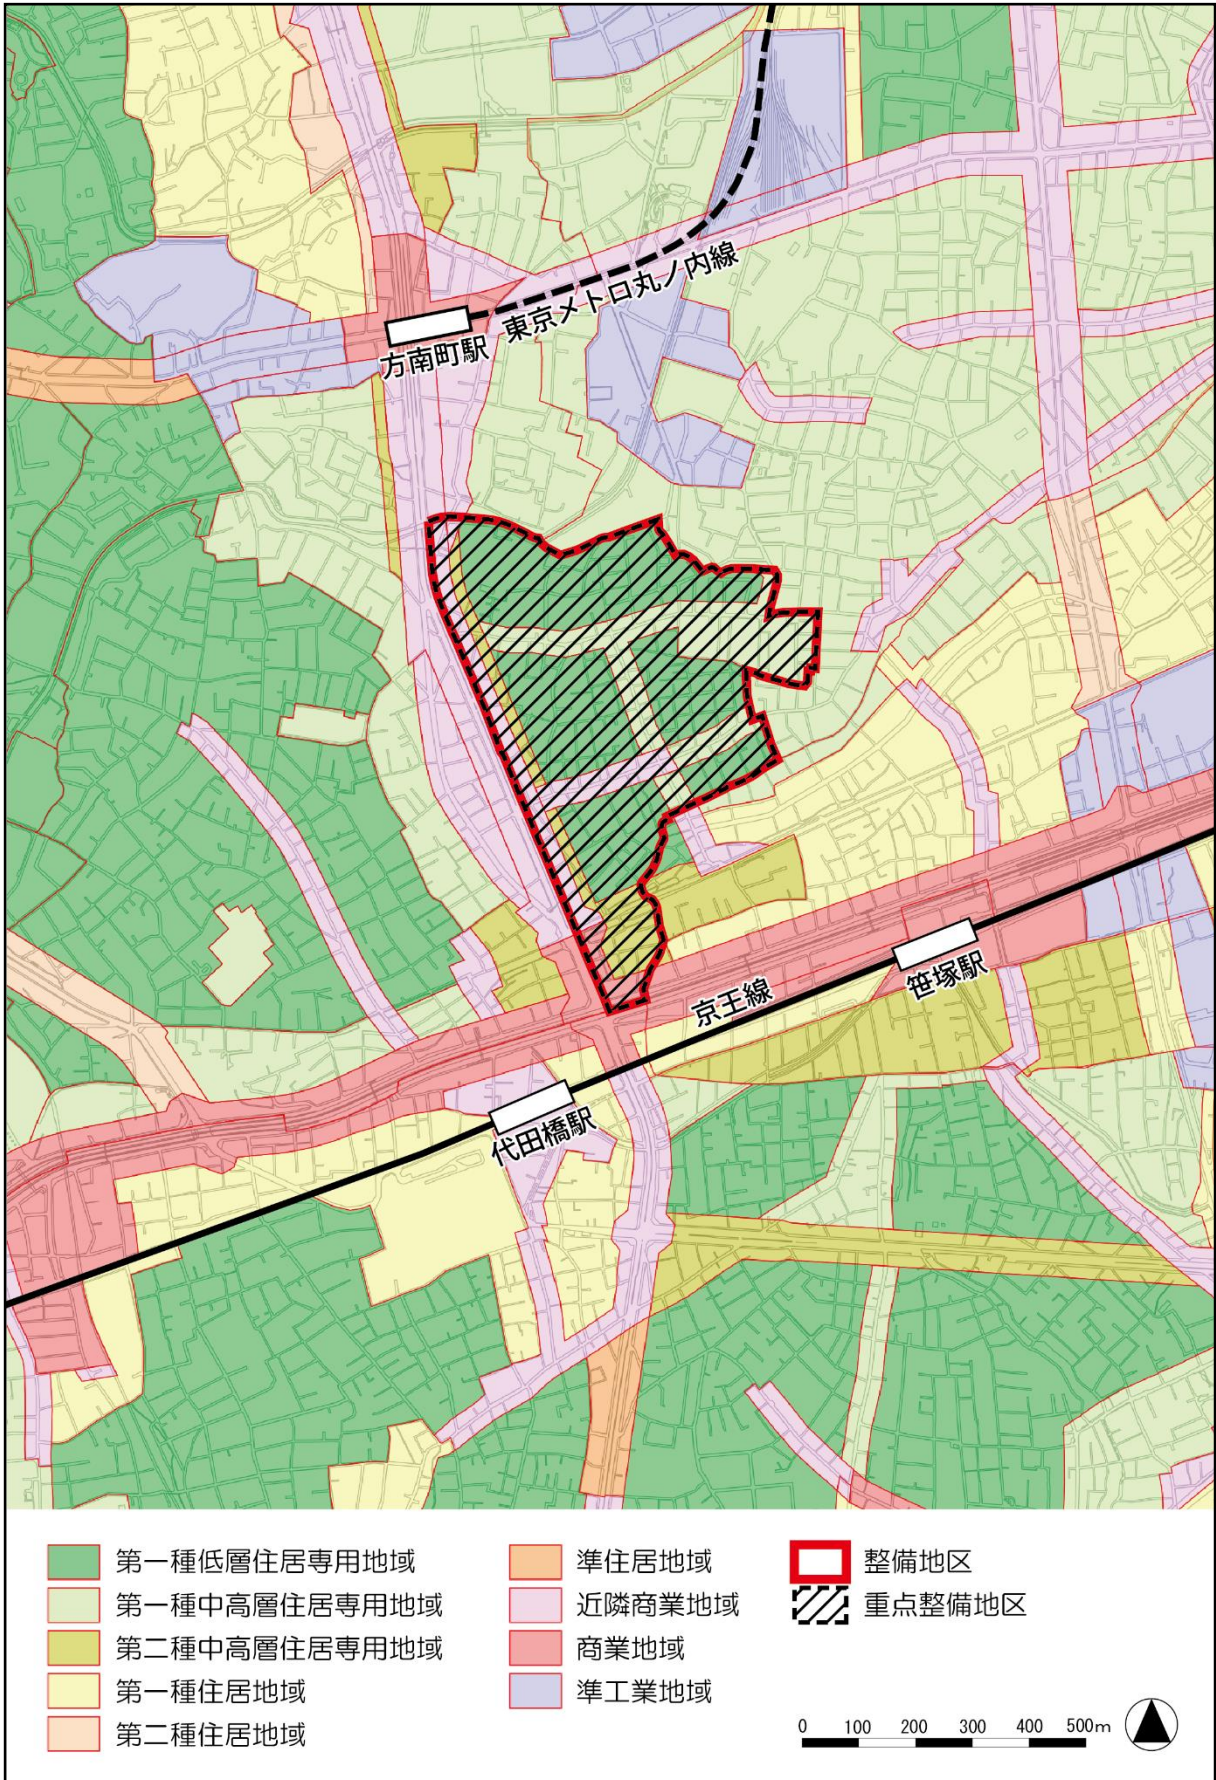 東京メトロ丸ノ内線
方南町駅
笹塚駅
京王線
代田橋駅
第一種低層住居専用地域
第一種中高層住居専用地域
第二種中高層住居専用地域
第一種住居地域
第二種住居地域
準住居地域
近隣商業地域
商業地域
準工業地域
整備地区
重点整備地区
0 100 200 300 400 500m